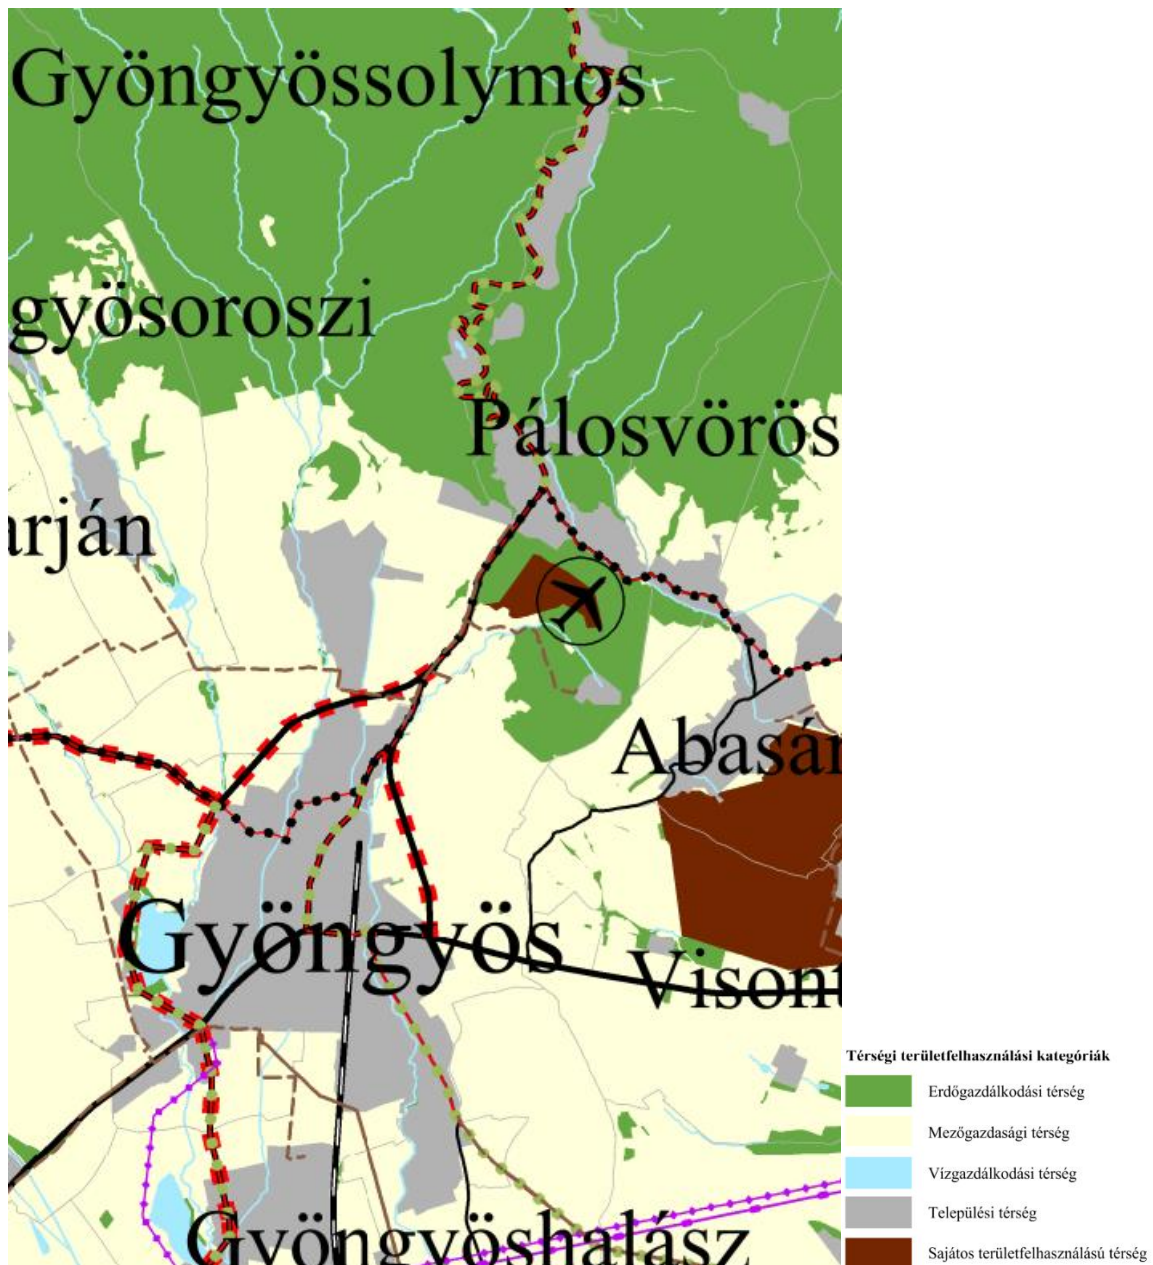 Gyöngyössolymos
gyösoroszi
Pálosvörös
arján
Abasár
Gyöngyös
Visont
Gyöngyöshalász
Térségi területfelhasználási kategóriák
Erdőgazdálkodási térség
Mezőgazdasági térség
Vízgazdálkodási térség
Települési térség
Sajátos területfelhasználású térség